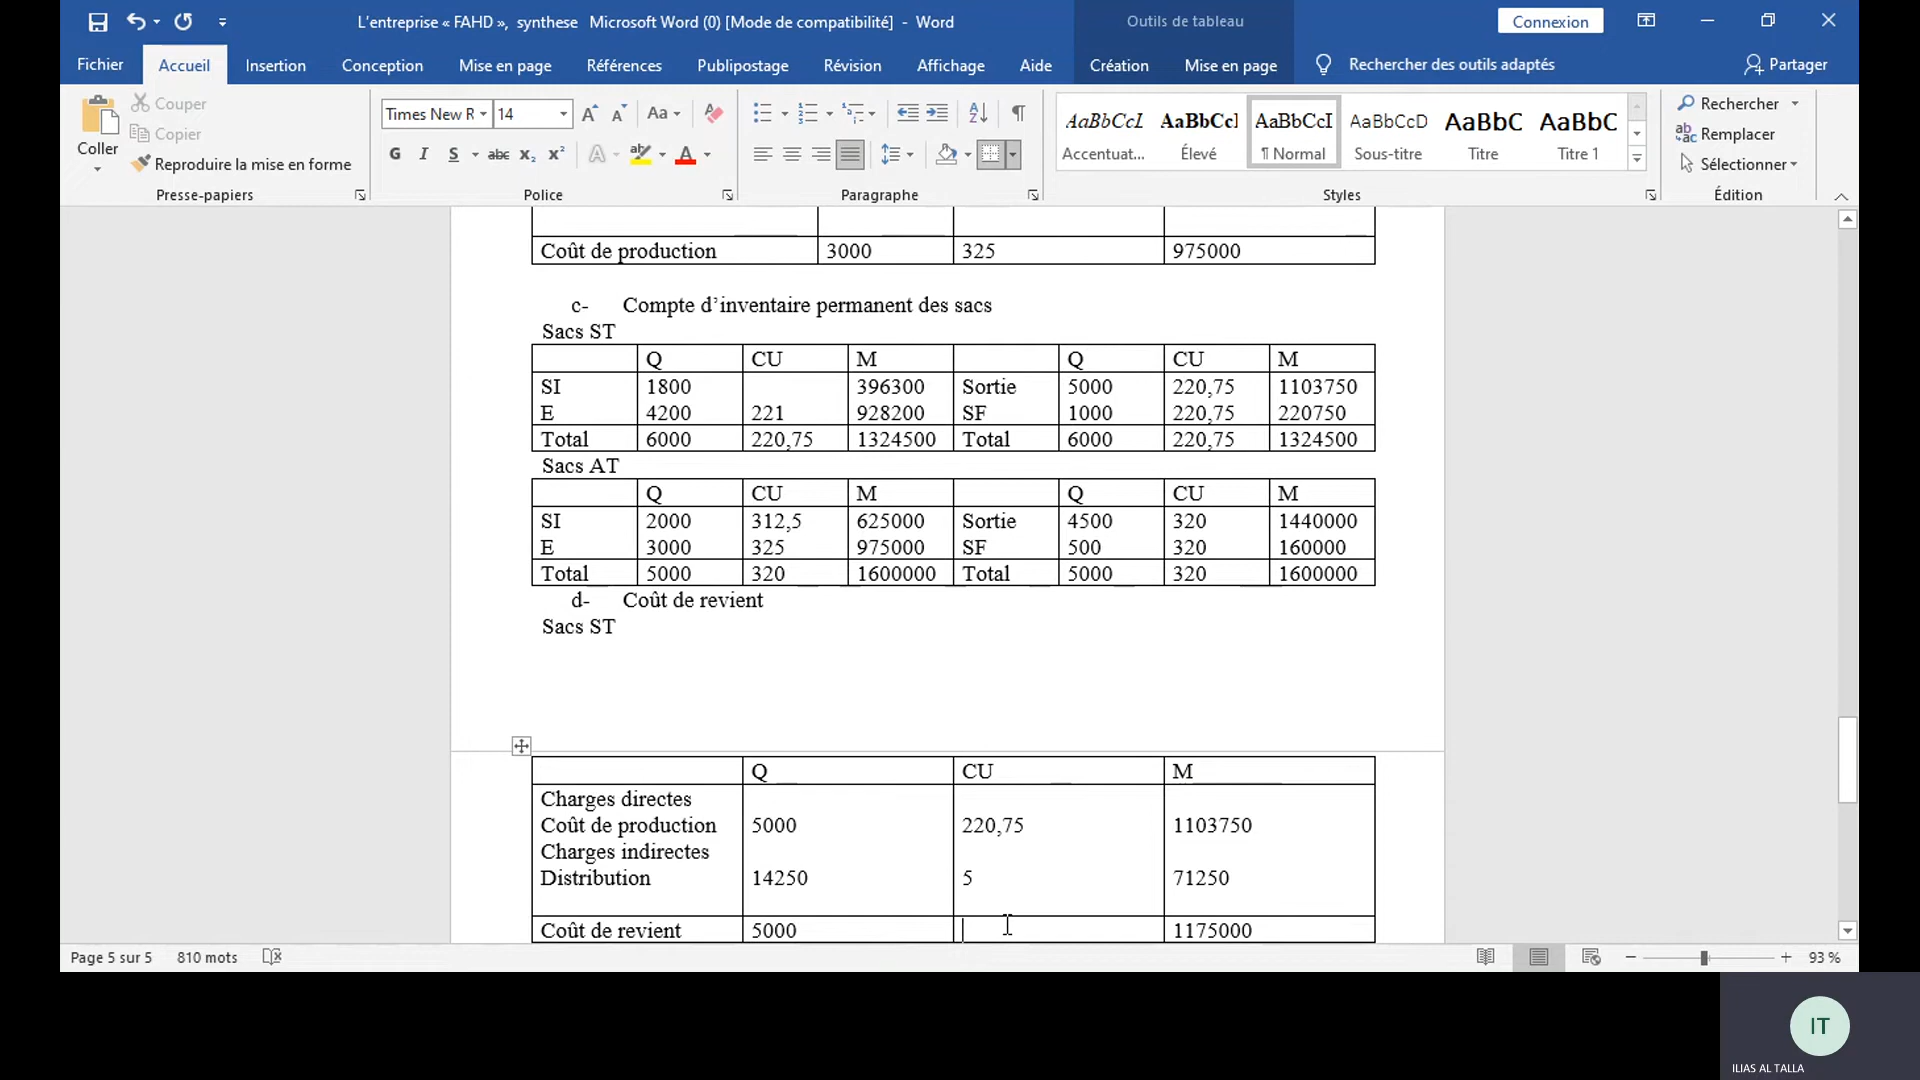 L'entreprise « FAHD », synthese Microsoft Word (0) [Mode de compatibilité] - Word
Outils de tableau
Connexion
Fichier Accueil Insertion Conception Mise en page Références Publipostage Révision Affichage Aide Création Mise en page Rechercher des outils adaptés Partager
Coller
Couper
Copier
Reproduire la mise en forme
Presse-papiers
Times New R 14 Aa
G I S abc x₂ x² A ab A
Police
Paragraphe
AaBbCcI AaBbCcI AaBbCcI AaBbCcD AaBbC AaBbC
Accentuat... Élevé ¶ Normal Sous-titre Titre Titre 1
Styles
Rechercher
Remplacer
Sélectionner
Édition
Coût de production 3000 325 975000
c- Compte d'inventaire permanent des sacs
Sacs ST
Q CU M Q CU M
SI 1800 396300 Sortie 5000 220,75 1103750
E 4200 221 928200 SF 1000 220,75 220750
Total 6000 220,75 1324500 Total 6000 220,75 1324500
Sacs AT
Q CU M Q CU M
SI 2000 312,5 625000 Sortie 4500 320 1440000
E 3000 325 975000 SF 500 320 160000
Total 5000 320 1600000 Total 5000 320 1600000
d- Coût de revient
Sacs ST
Q CU M
Charges directes
Coût de production 5000 220,75 1103750
Charges indirectes
Distribution 14250 5 71250
Coût de revient 5000 1175000
Page 5 sur 5 810 mots 93 %
IT
ILIAS AL TALLA